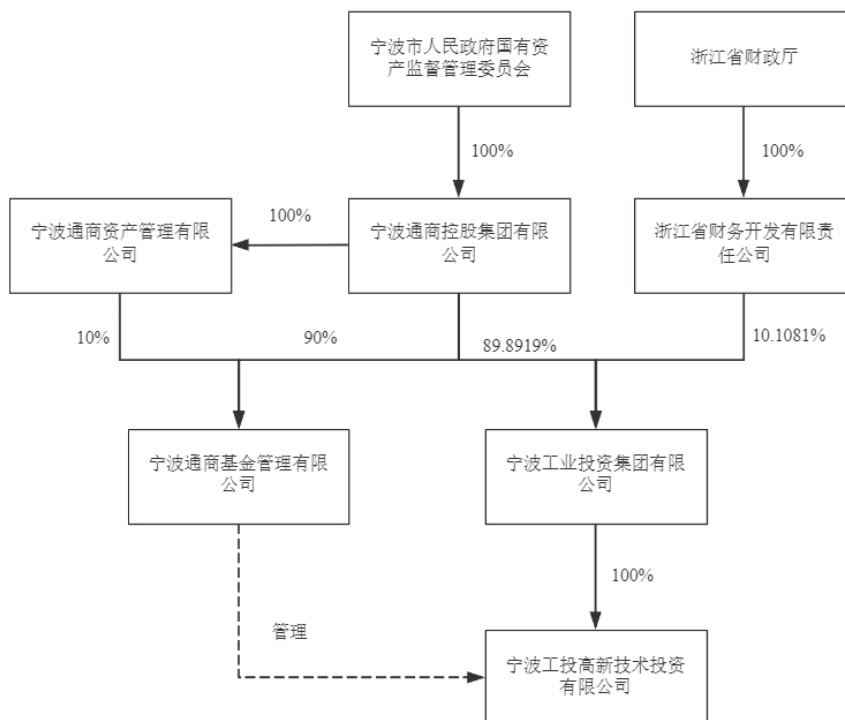 宁波市人民政府国有资
产监督管理委员会
浙江省财政厅
100%
100%
宁波通商资产管理有限
公司
100%
宁波通商控股集团有限
公司
浙江省财务开发有限责
任公司
10%
90%
89.8919%
10.1081%
宁波通商基金管理有限
公司
宁波工业投资集团有限
公司
100%
管理
宁波工投高新技术投资
有限公司